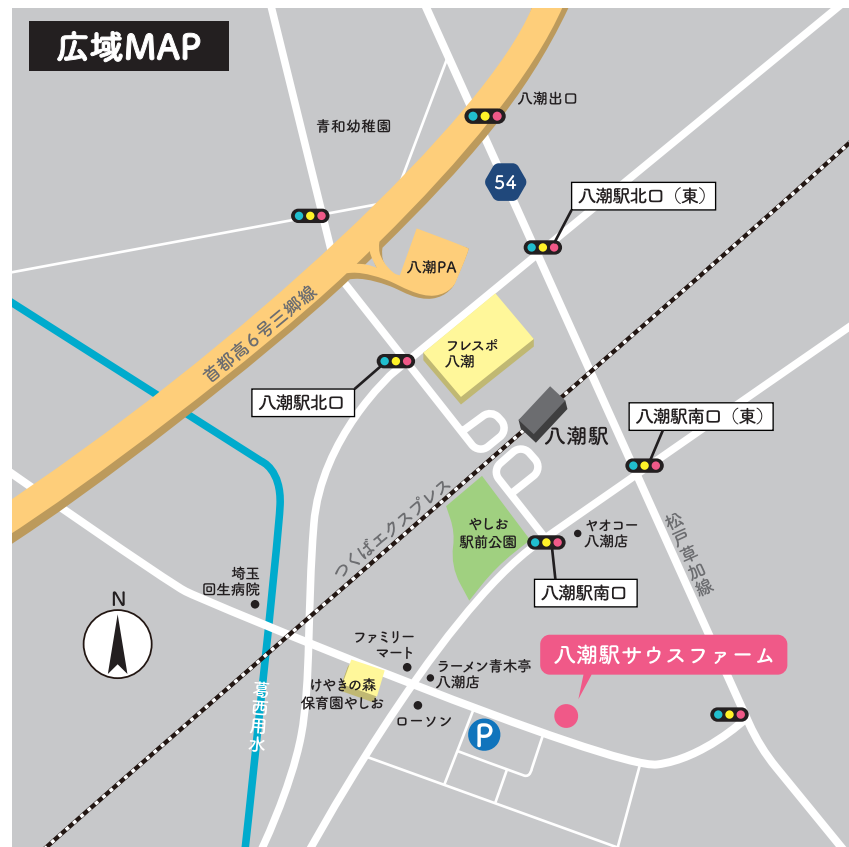 広域MAP
八潮出口
青和幼稚園
54
八潮駅北口（東）
八潮PA
首都高6号三郷線
フレスポ
八潮
八潮駅北口
八潮駅
八潮駅南口（東）
つくばエクスプレス
やしお
駅前公園
ヤオコー
八潮店
松戸草加線
八潮駅南口
埼玉
回生病院
N
ファミリー
マート
八潮駅サウスファーム
ラーメン青木亭
八潮店
けやきの森
保育園やしお
葛西用水
ローソン
P